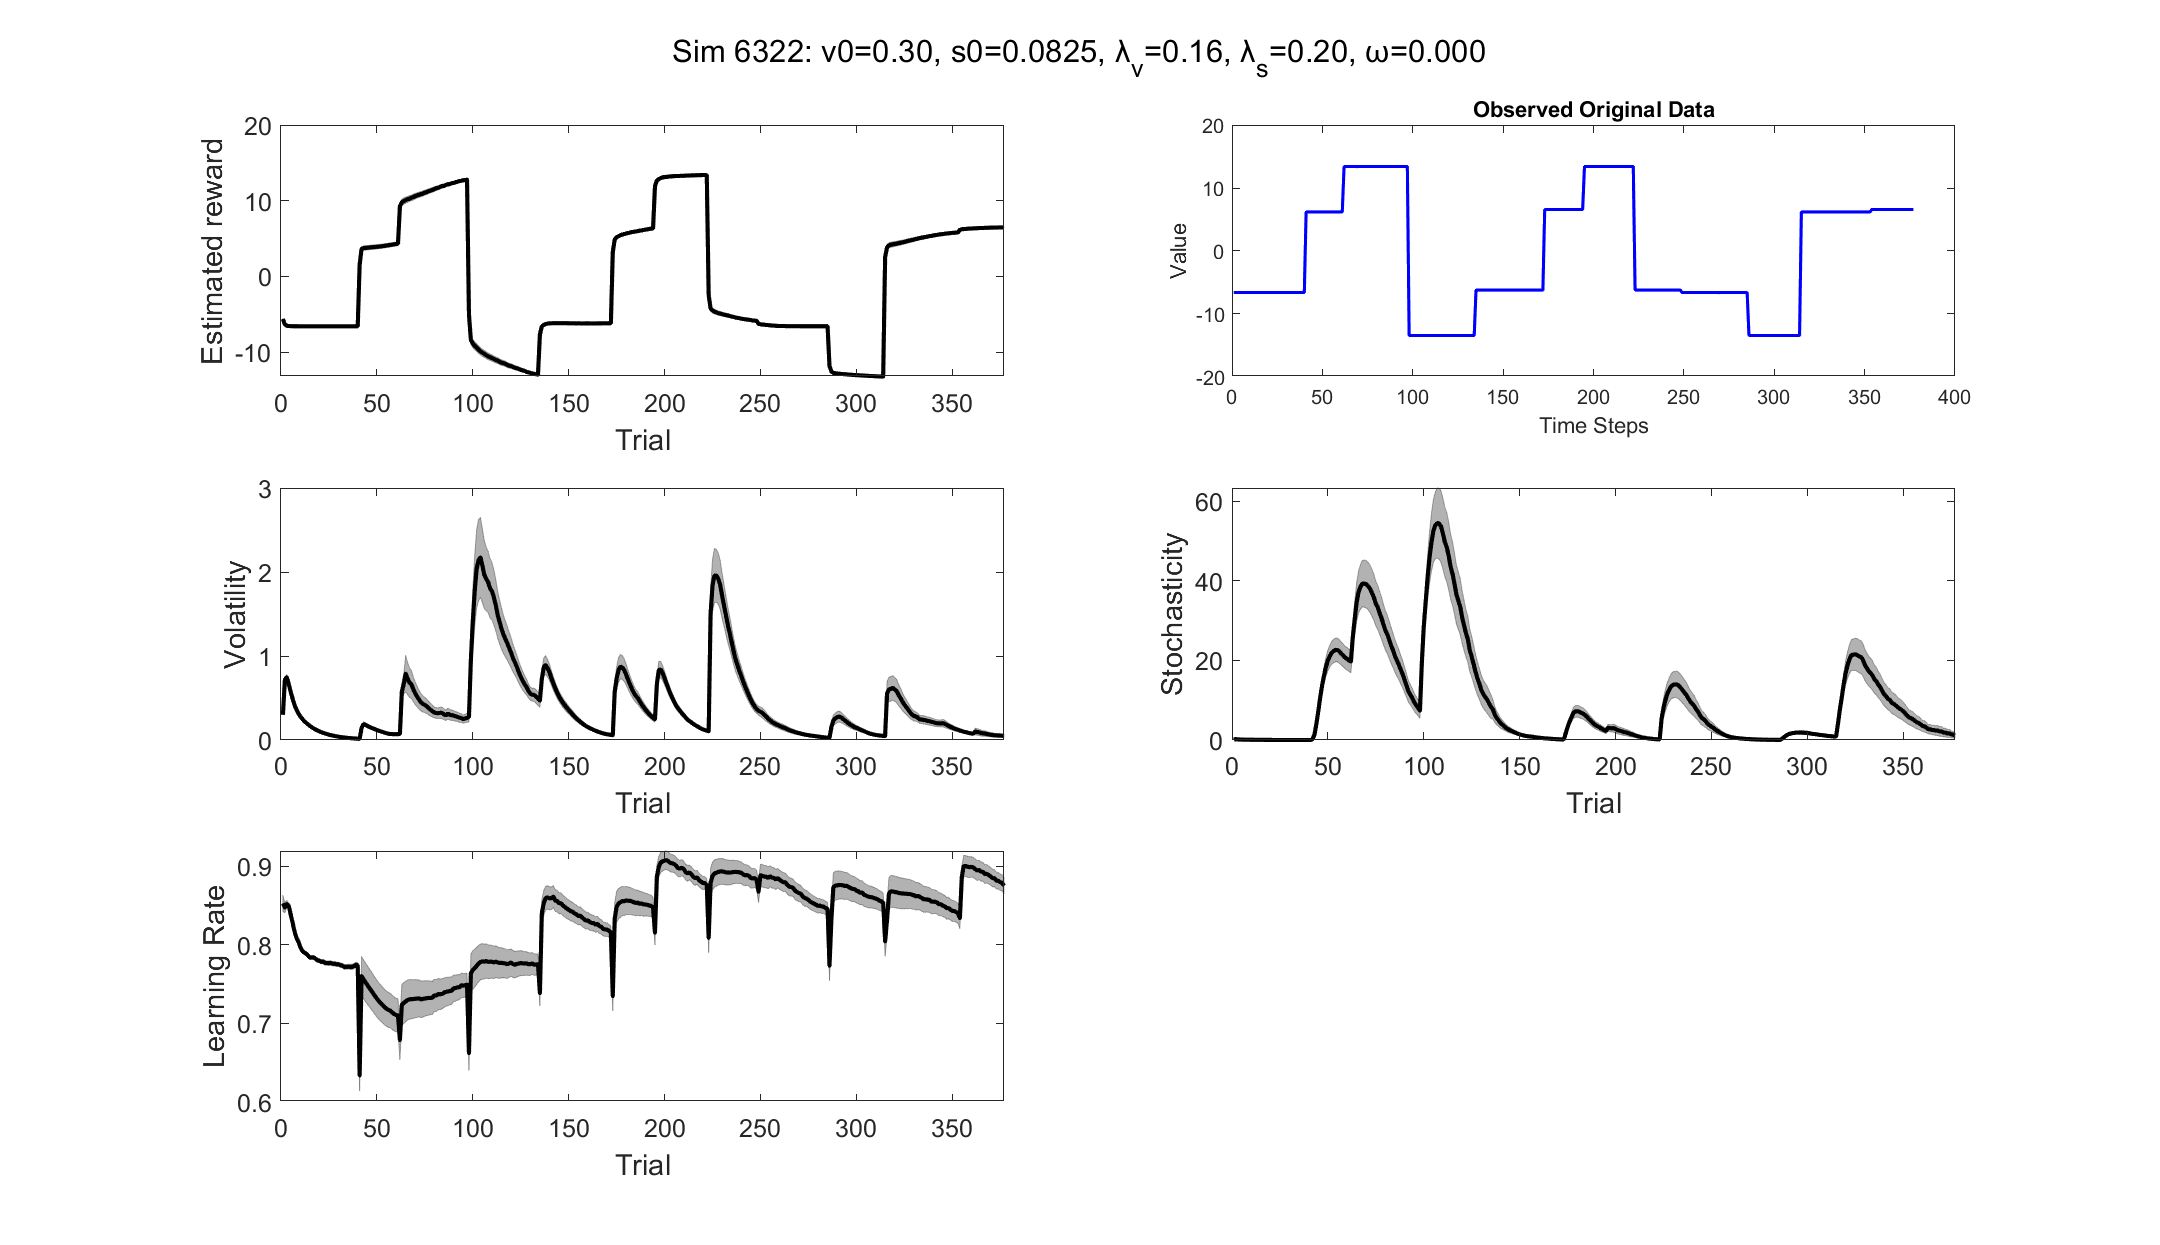 Sim 6322: v0=0.30, s0=0.0825, λv=0.16, λs=0.20, ω=0.000
Estimated reward
20
10
0
-10
0 50 100 150 200 250 300 350
Trial
Observed Original Data
Value
20
10
0
-10
-20
0 50 100 150 200 250 300 350 400
Time Steps
Volatility
3
2
1
0
0 50 100 150 200 250 300 350
Trial
Stochasticity
60
40
20
0
0 50 100 150 200 250 300 350
Trial
Learning Rate
0.9
0.8
0.7
0.6
0 50 100 150 200 250 300 350
Trial